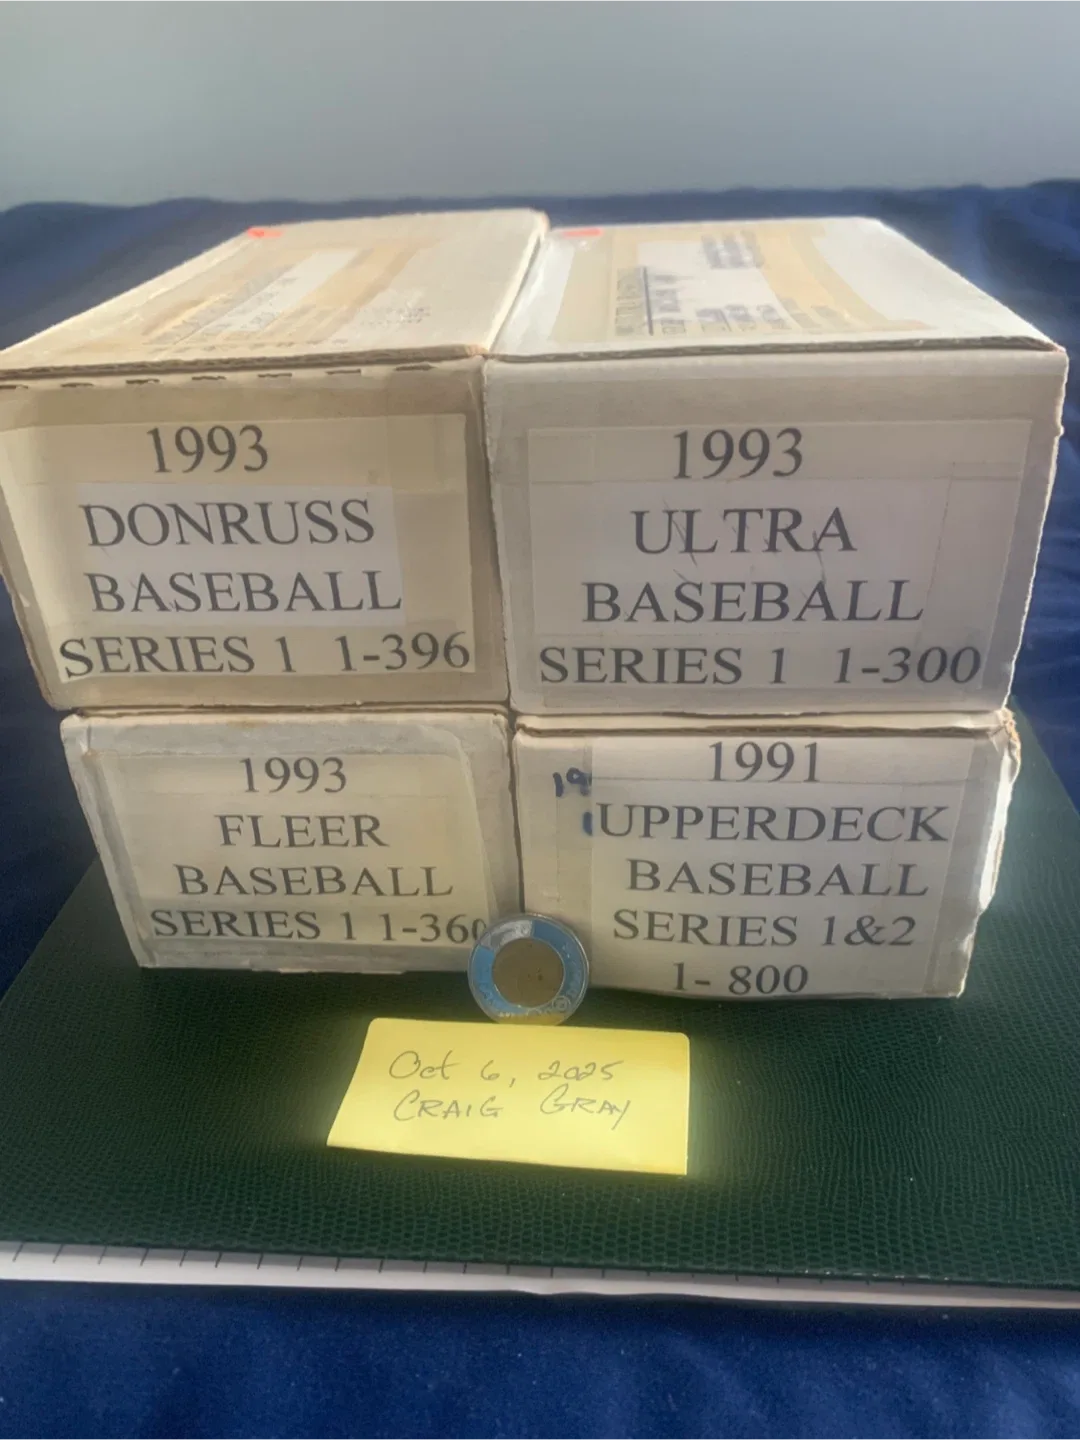 1993
DONRUSS
BASEBALL
SERIES 1 1-396
1993
ULTRA
BASEBALL
SERIES 1 1-300
1993
FLEER
BASEBALL
SERIES 1 1-360
19
1991
UPPERDECK
BASEBALL
SERIES 1&2
1- 800
Oct 6, 2025
CRAIG GRAY